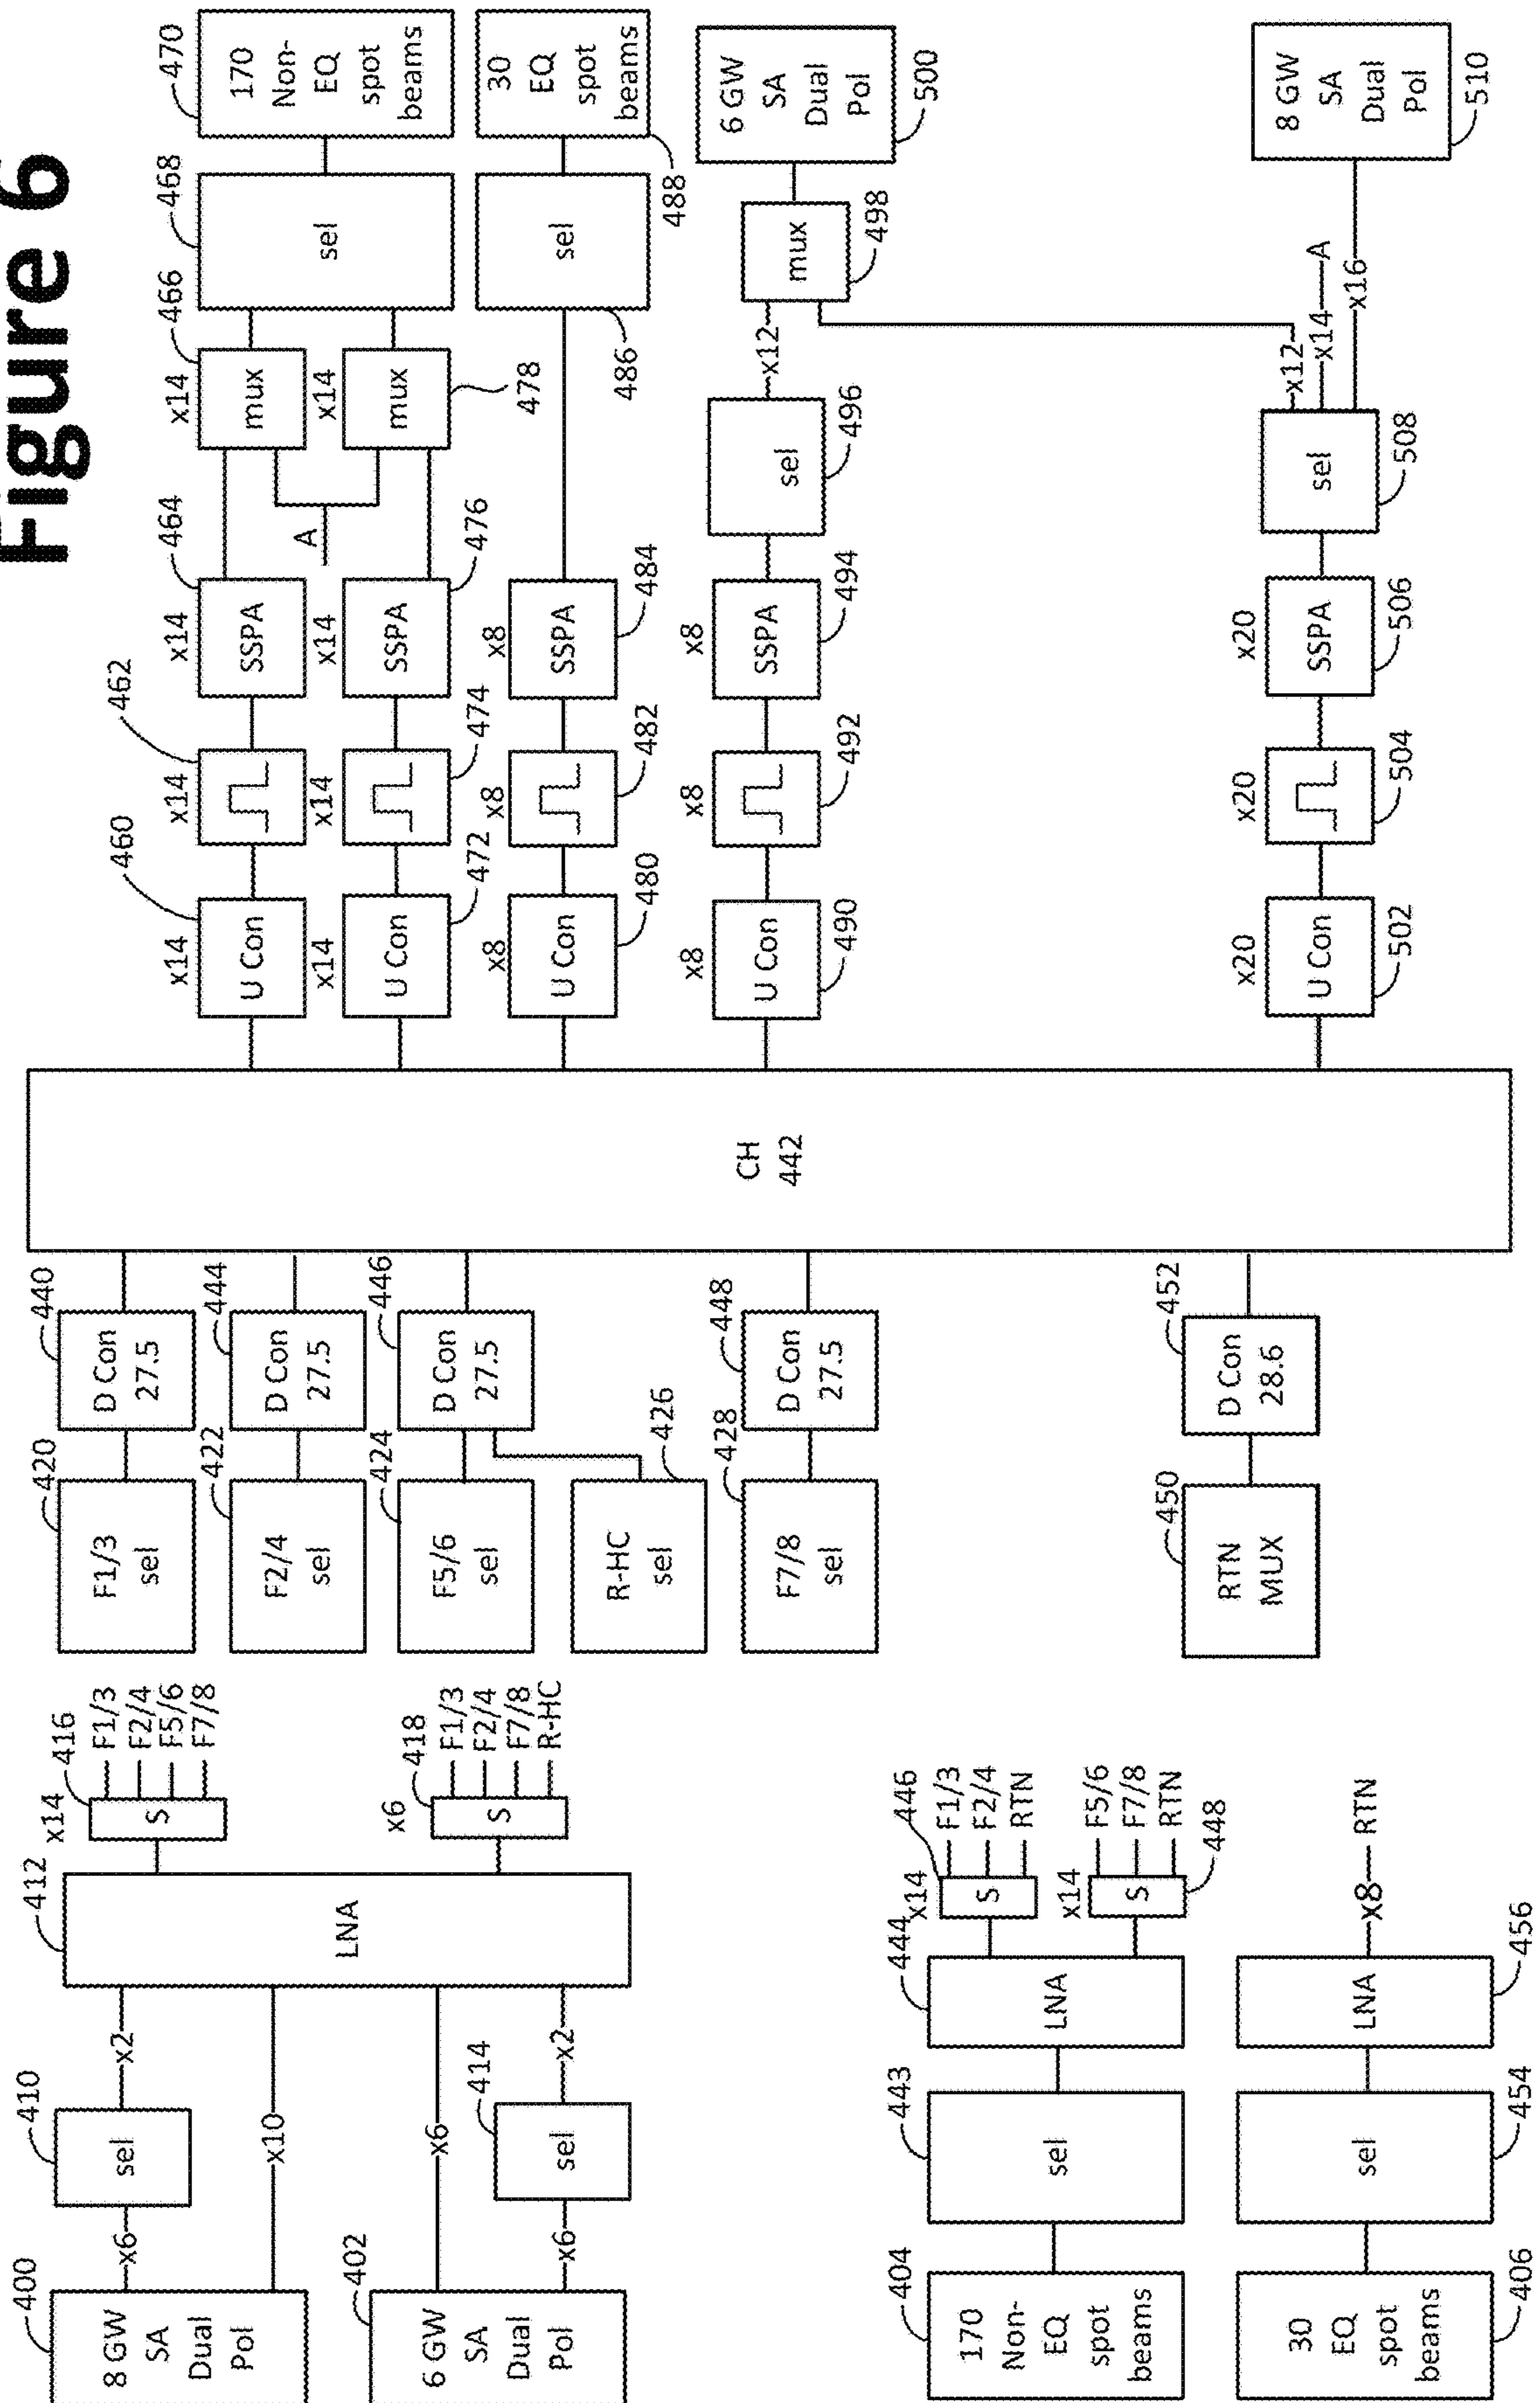 Figure 6
400
8 GW
SA
Dual
Pol
x6
410
sel
x2
x10
402
6 GW
SA
Dual
Pol
x6
x6
414
sel
x2
412
LNA
x14
416
S
F1/3
F2/4
F5/6
F7/8
x6
418
S
F1/3
F2/4
F7/8
R-HC
404
170
Non-
EQ
spot
beams
443
sel
444
LNA
x14
446
S
F1/3
F2/4
RTN
x14
448
S
F5/6
F7/8
RTN
406
30
EQ
spot
beams
454
sel
456
LNA
x8
RTN
420
F1/3
sel
440
D Con
27.5
422
F2/4
sel
444
D Con
27.5
424
F5/6
sel
446
D Con
27.5
426
R-HC
sel
428
F7/8
sel
448
D Con
27.5
450
RTN
MUX
452
D Con
28.6
CH
442
460
x14
U Con
462
x14
464
x14
SSPA
466
x14
mux
468
sel
470
170
Non-
EQ
spot
beams
A
472
x14
U Con
474
x14
476
x14
SSPA
478
x14
mux
480
x8
U Con
482
x8
484
x8
SSPA
486
sel
488
30
EQ
spot
beams
490
x8
U Con
492
x8
494
x8
SSPA
496
sel
x12
498
mux
500
6 GW
SA
Dual
Pol
502
x20
U Con
504
x20
506
x20
SSPA
508
sel
x12
x14
A
x16
510
8 GW
SA
Dual
Pol